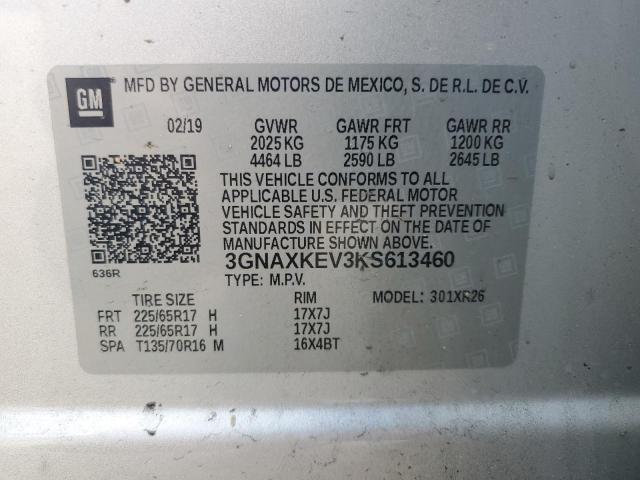 GM
MFD BY GENERAL MOTORS DE MEXICO, S. DE R.L. DE C.V.
02/19 GVWR GAWR FRT GAWR RR
2025 KG 1175 KG 1200 KG
4464 LB 2590 LB 2645 LB
THIS VEHICLE CONFORMS TO ALL
APPLICABLE U.S. FEDERAL MOTOR
VEHICLE SAFETY AND THEFT PREVENTION
STANDARDS IN EFFECT ON THE DATE OF
MANUFACTURE SHOWN ABOVE.
3GNAXKEV3KS613460
636R
TYPE: M.P.V.
TIRE SIZE RIM MODEL: 301XR26
FRT 225/65R17 H 17X7J
RR 225/65R17 H 17X7J
SPA T135/70R16 M 16X4BT